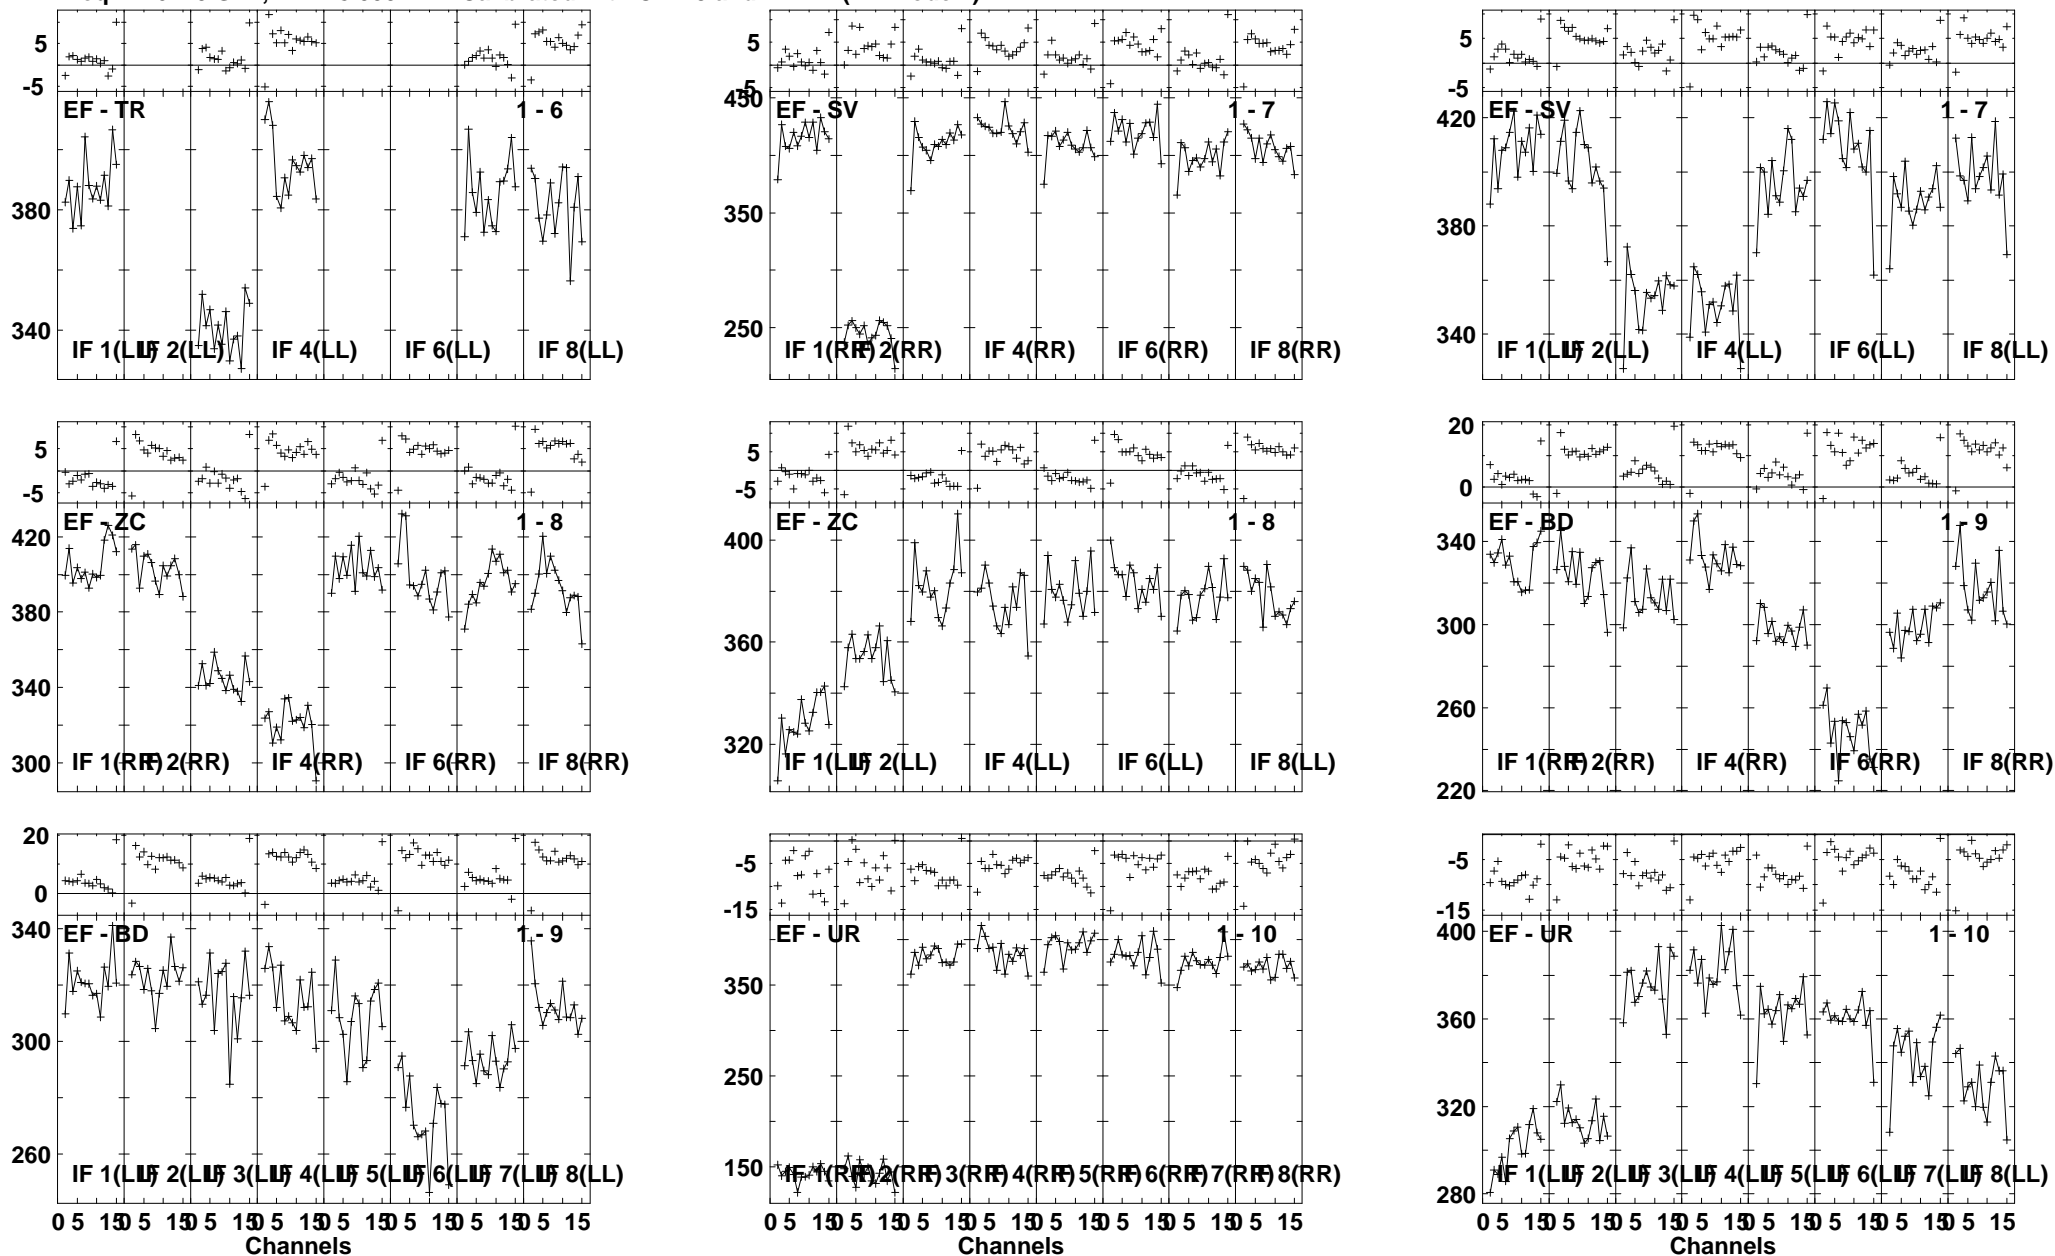 5
-5
EF - TR 1 - 6
380
340
IF 1(LL) IF 2(LL) IF 4(LL) IF 6(LL) IF 8(LL)
5
-5
EF - SV 1 - 7
450
350
250
IF 1(RR) IF 2(RR) IF 4(RR) IF 6(RR) IF 8(RR)
5
-5
EF - SV 1 - 7
420
380
340
IF 1(LL) IF 2(LL) IF 4(LL) IF 6(LL) IF 8(LL)
5
-5
EF - ZC 1 - 8
420
380
340
300
IF 1(RR) IF 2(RR) IF 4(RR) IF 6(RR) IF 8(RR)
5
-5
EF - ZC 1 - 8
400
360
320
IF 1(LL) IF 2(LL) IF 4(LL) IF 6(LL) IF 8(LL)
20
0
EF - BD 1 - 9
340
300
260
220
IF 1(RR) IF 2(RR) IF 4(RR) IF 6(RR) IF 8(RR)
20
0
EF - BD 1 - 9
340
300
260
IF 1(LL) IF 2(LL) IF 3(LL) IF 4(LL) IF 5(LL) IF 6(LL) IF 7(LL) IF 8(LL)
0 5 15 0 5 15 0 5 15 0 5 15 0 5 15 0 5 15 0 5 15 0 5 15
Channels
-5
-15
EF - UR 1 - 10
350
250
150
IF 1(RR) IF 2(RR) IF 3(RR) IF 4(RR) IF 5(RR) IF 6(RR) IF 7(RR) IF 8(RR)
0 5 15 0 5 15 0 5 15 0 5 15 0 5 15 0 5 15 0 5 15 0 5 15
Channels
-5
-15
EF - UR 1 - 10
400
360
320
280
IF 1(LL) IF 2(LL) IF 3(LL) IF 4(LL) IF 5(LL) IF 6(LL) IF 7(LL) IF 8(LL)
0 5 15 0 5 15 0 5 15 0 5 15 0 5 15 0 5 15 0 5 15 0 5 15
Channels